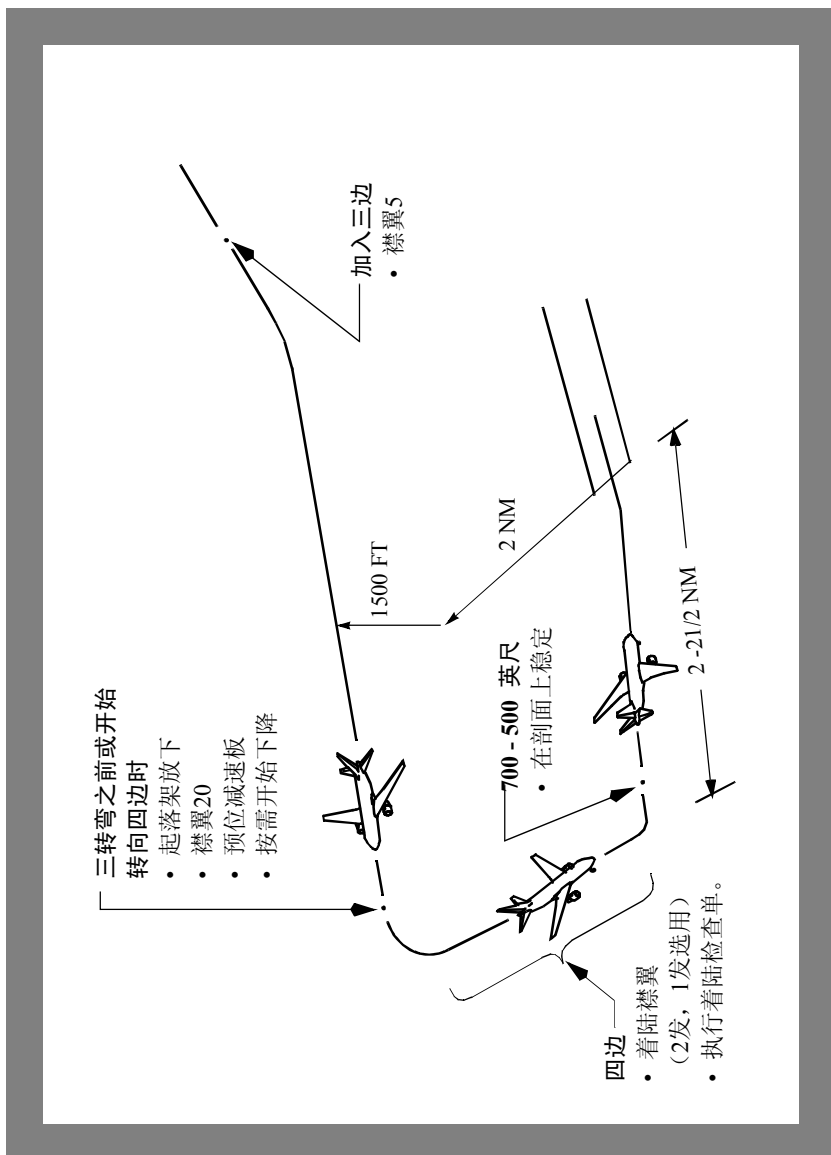 三转弯之前或开始
转向四边时
• 起落架放下
• 襟翼20
• 预位减速板
• 按需开始下降
加入三边
• 襟翼5
1500 FT
2 NM
700 - 500 英尺
• 在剖面上稳定
2 -21/2 NM
四边
• 着陆襟翼
（2发，1发选用）
• 执行着陆检查单。